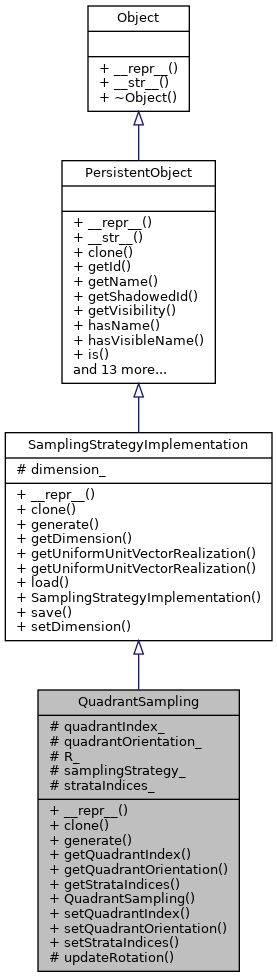 Object
+ __repr__()
+ __str__()
+ ~Object()
PersistentObject
+ __repr__()
+ __str__()
+ clone()
+ getId()
+ getName()
+ getShadowedId()
+ getVisibility()
+ hasName()
+ hasVisibleName()
+ is()
and 13 more...
SamplingStrategyImplementation
# dimension_
+ __repr__()
+ clone()
+ generate()
+ getDimension()
+ getUniformUnitVectorRealization()
+ getUniformUnitVectorRealization()
+ load()
+ SamplingStrategyImplementation()
+ save()
+ setDimension()
QuadrantSampling
# quadrantIndex_
# quadrantOrientation_
# R_
# samplingStrategy_
# strataIndices_
+ __repr__()
+ clone()
+ generate()
+ getQuadrantIndex()
+ getQuadrantOrientation()
+ getStrataIndices()
+ QuadrantSampling()
+ setQuadrantIndex()
+ setQuadrantOrientation()
+ setStrataIndices()
# updateRotation()